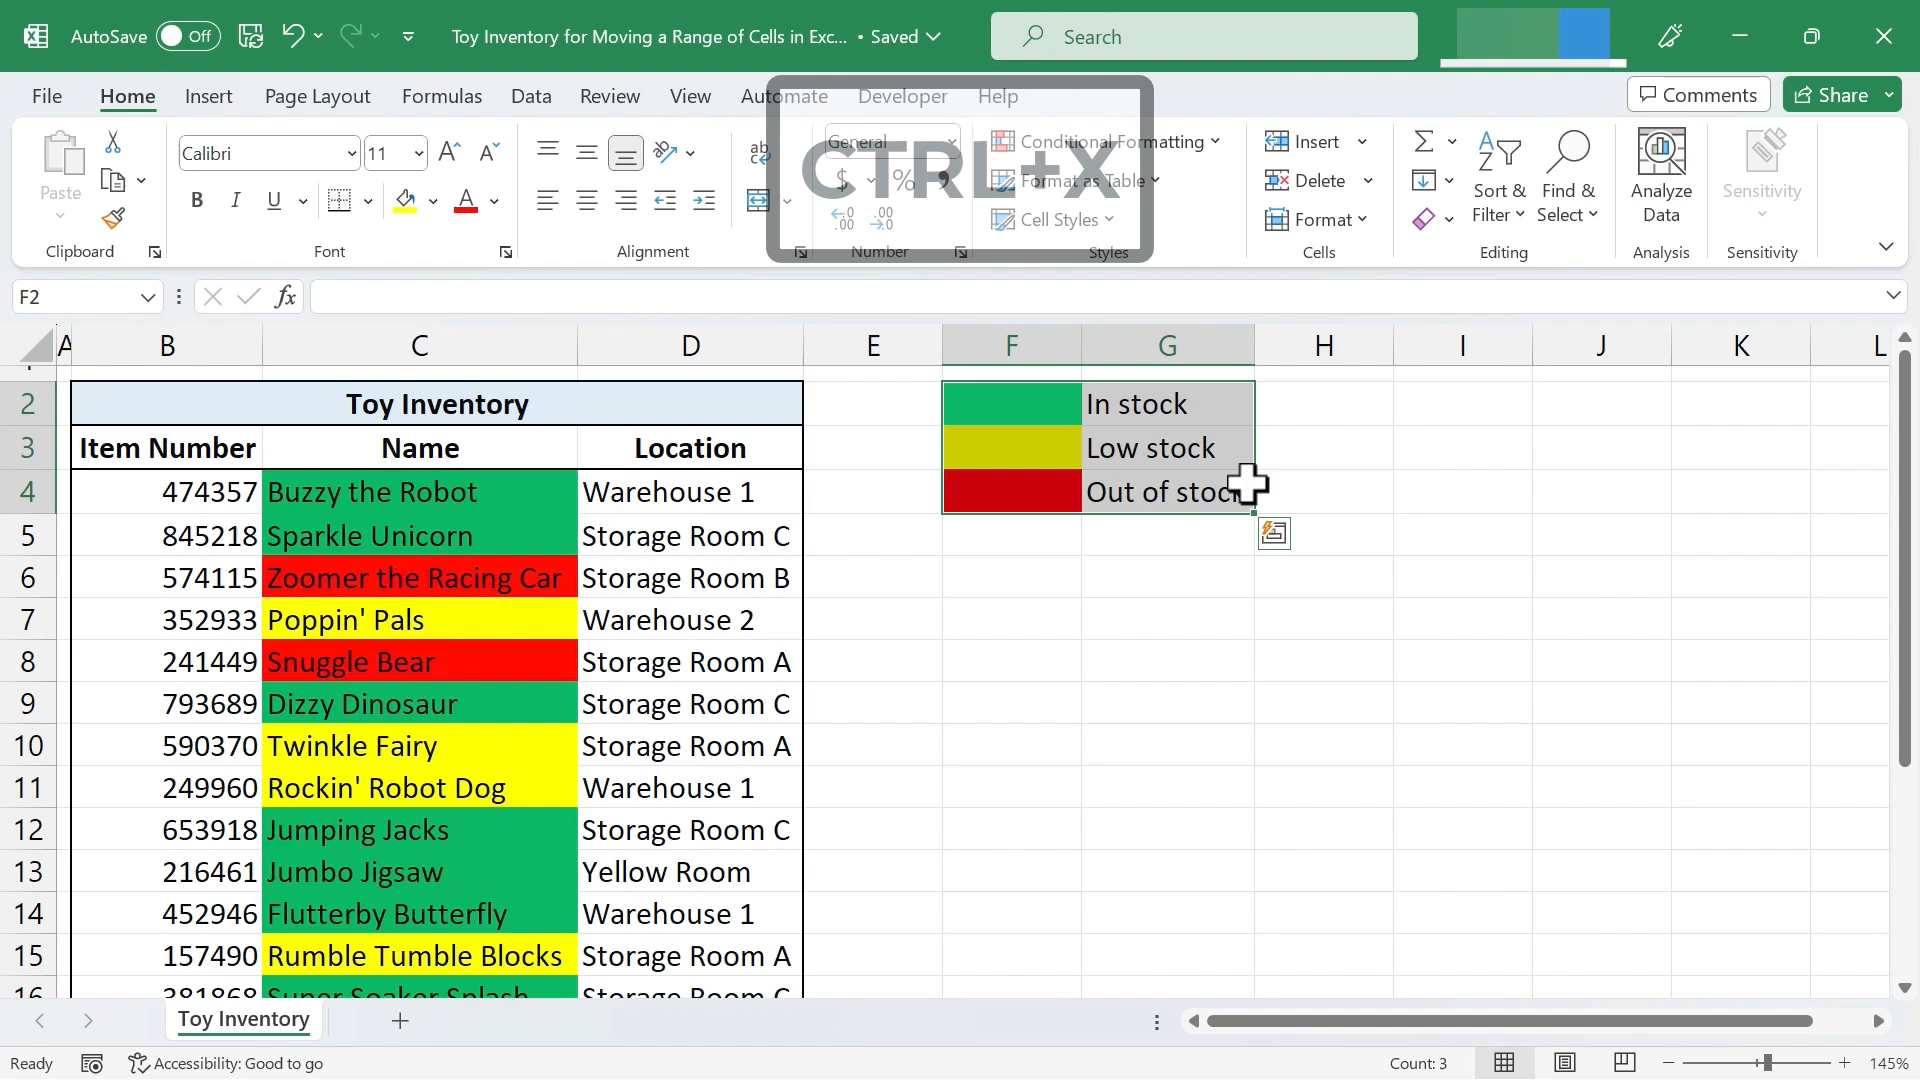 AutoSave Off Toy Inventory for Moving a Range of Cells in Exc... • Saved Search
File Home Insert Page Layout Formulas Data Review View Automate Developer Help Comments Share
CTRL+X
Paste
Clipboard
Calibri 11
B I U A
Font
Alignment
General
$ % ,
Number
Conditional Formatting
Format as Table
Cell Styles
Styles
Insert
Delete
Format
Cells
Sort &
Filter
Find &
Select
Editing
Analyze
Data
Analysis
Sensitivity
Sensitivity
F2 fx
A B C D E F G H I J K L
2 Toy Inventory In stock
3 Item Number Name Location Low stock
4 474357 Buzzy the Robot Warehouse 1 Out of stock
5 845218 Sparkle Unicorn Storage Room C
6 574115 Zoomer the Racing Car Storage Room B
7 352933 Poppin' Pals Warehouse 2
8 241449 Snuggle Bear Storage Room A
9 793689 Dizzy Dinosaur Storage Room C
10 590370 Twinkle Fairy Storage Room A
11 249960 Rockin' Robot Dog Warehouse 1
12 653918 Jumping Jacks Storage Room C
13 216461 Jumbo Jigsaw Yellow Room
14 452946 Flutterby Butterfly Warehouse 1
15 157490 Rumble Tumble Blocks Storage Room A
16 381868 Super Soaker Splash Storage Room C
Toy Inventory
Ready Accessibility: Good to go Count: 3 145%